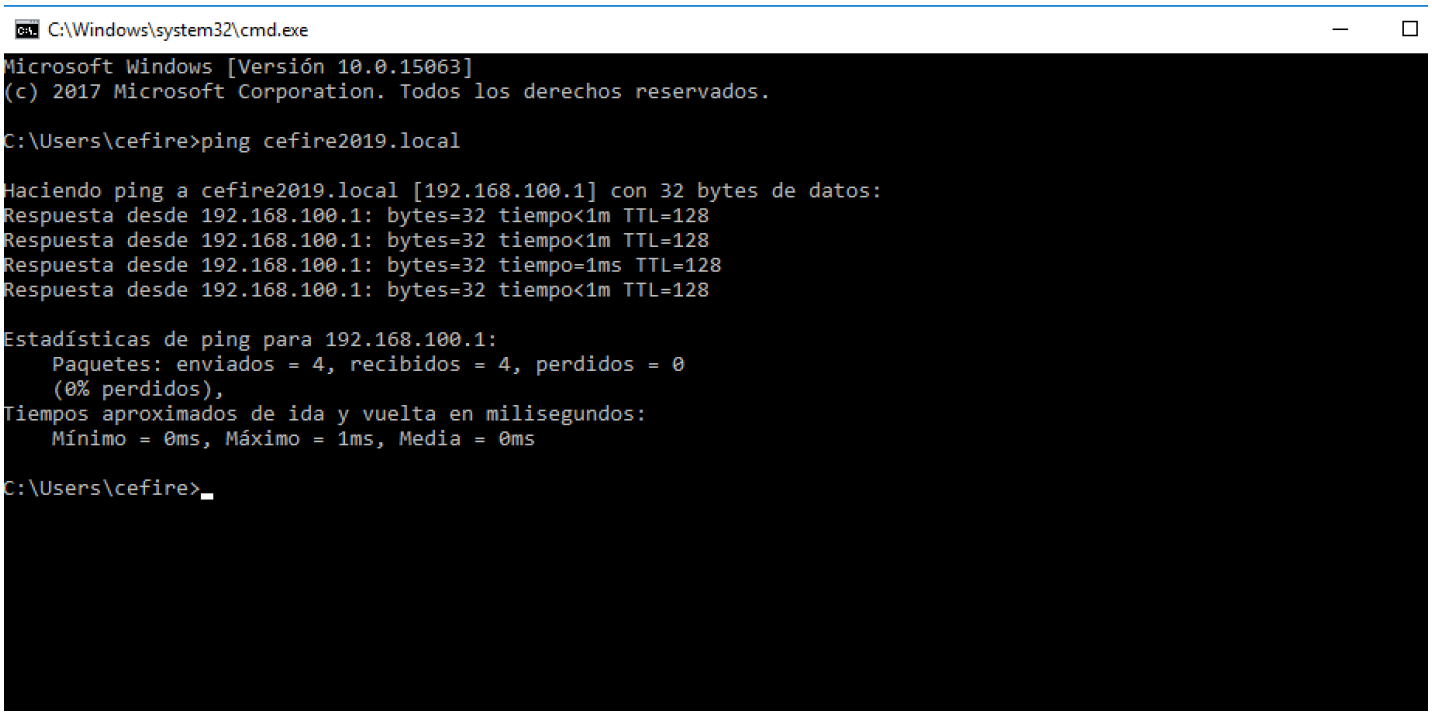 C:\Windows\system32\cmd.exe
Microsoft Windows [Versión 10.0.15063]
(c) 2017 Microsoft Corporation. Todos los derechos reservados.
C:\Users\cefire>ping cefire2019.local
Haciendo ping a cefire2019.local [192.168.100.1] con 32 bytes de datos:
Respuesta desde 192.168.100.1: bytes=32 tiempo<1m TTL=128
Respuesta desde 192.168.100.1: bytes=32 tiempo<1m TTL=128
Respuesta desde 192.168.100.1: bytes=32 tiempo=1ms TTL=128
Respuesta desde 192.168.100.1: bytes=32 tiempo<1m TTL=128
Estadísticas de ping para 192.168.100.1:
    Paquetes: enviados = 4, recibidos = 4, perdidos = 0
    (0% perdidos),
Tiempos aproximados de ida y vuelta en milisegundos:
    Mínimo = 0ms, Máximo = 1ms, Media = 0ms
C:\Users\cefire>